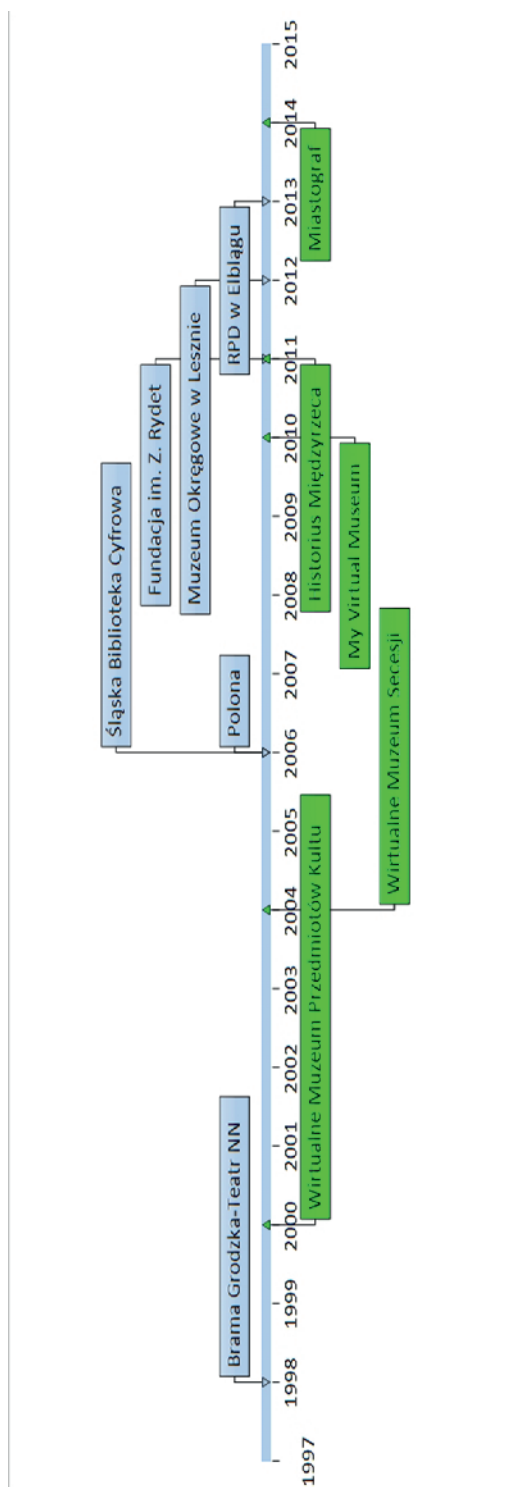 Śląska Biblioteka Cyfrowa
Fundacja im. Z. Rydet
Muzeum Okręgowe w Lesznie
Brama Grodzka-Teatr NN
Polona
RPD w Elblągu
1997
1998
1999
2000
2001
2002
2003
2004
2005
2006
2007
2008
2009
2010
2011
2012
2013
2014
2015
Wirtualne Muzeum Przedmiotów Kultu
Historius Międzyrzeca
Miastograf
My Virtual Museum
Wirtualne Muzeum Secesji